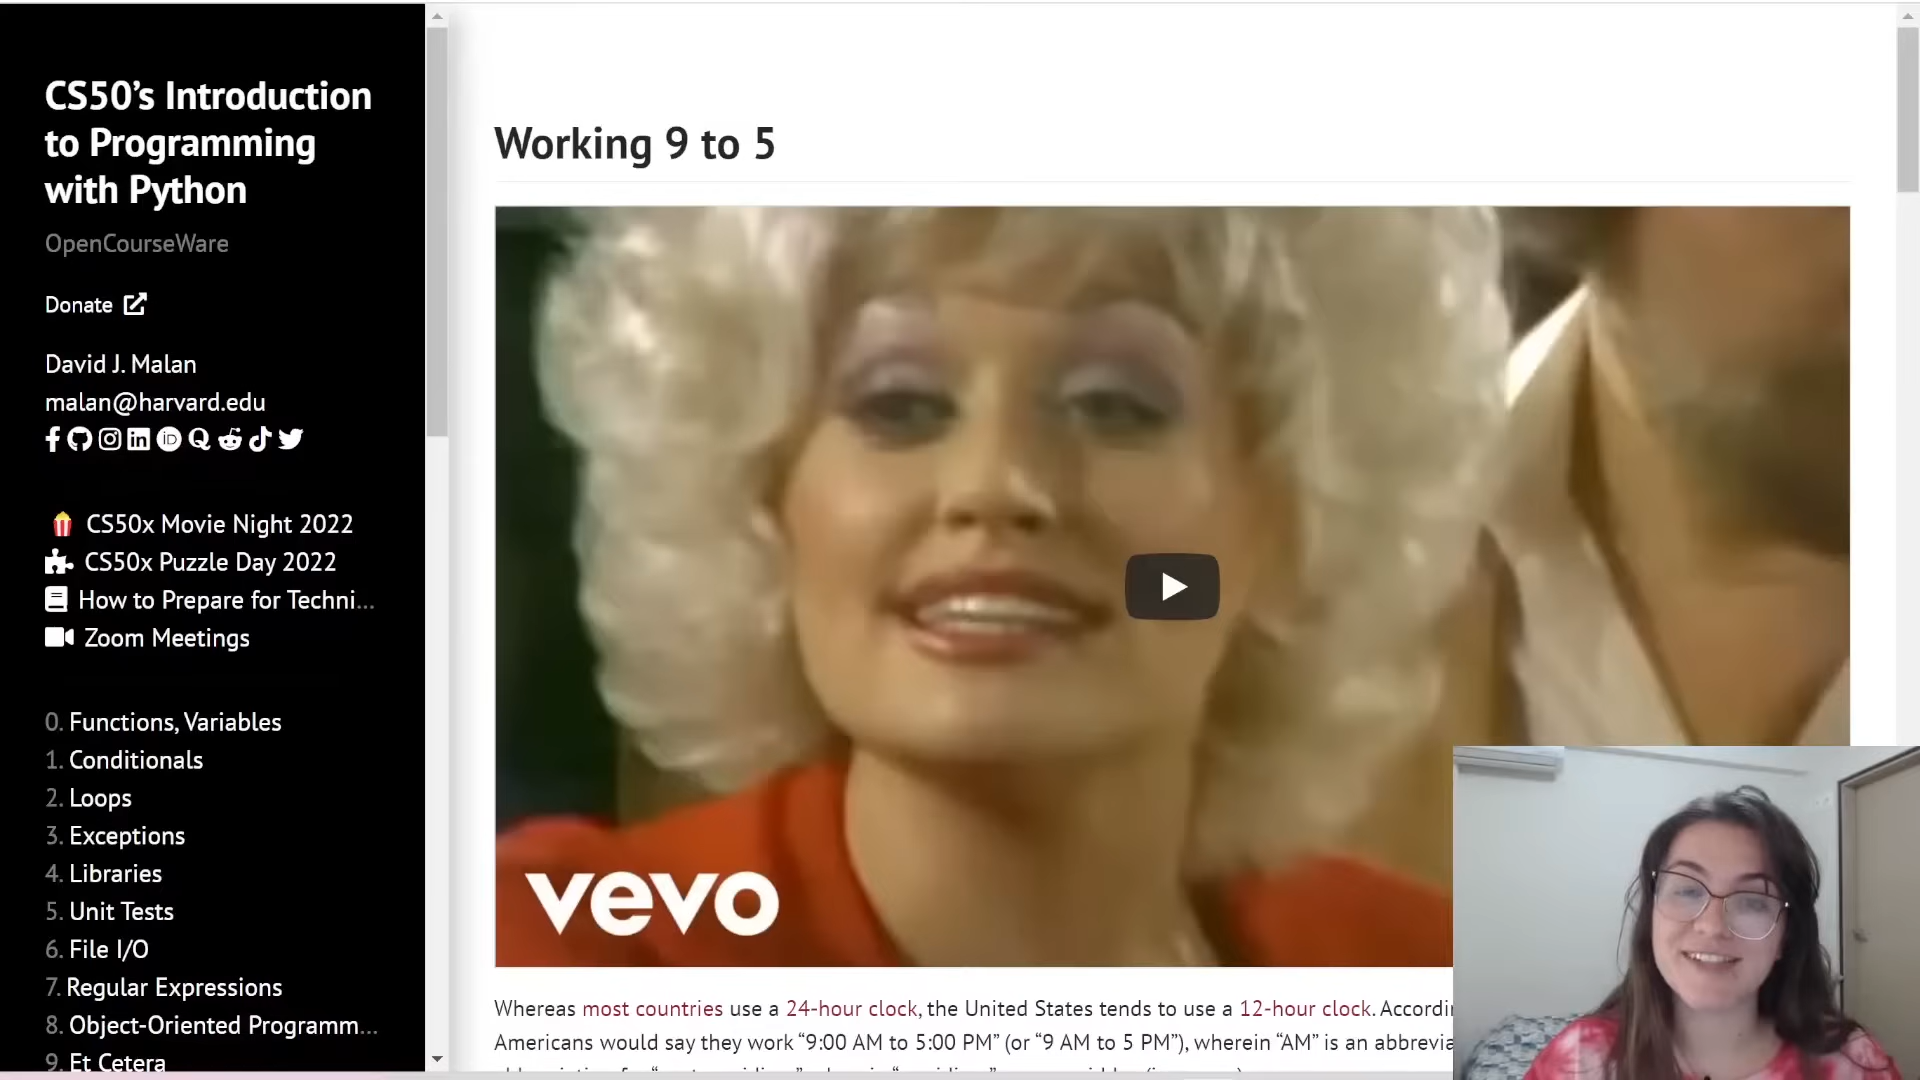 CS50’s Introduction
to Programming
with Python
OpenCourseWare
Donate
David J. Malan
malan@harvard.edu
CS50x Movie Night 2022
CS50x Puzzle Day 2022
How to Prepare for Techni...
Zoom Meetings
0. Functions, Variables
1. Conditionals
2. Loops
3. Exceptions
4. Libraries
5. Unit Tests
6. File I/O
7. Regular Expressions
8. Object-Oriented Programm...
9. Et Cetera
Working 9 to 5
vevo
Whereas most countries use a 24-hour clock, the United States tends to use a 12-hour clock. Accordin
Americans would say they work “9:00 AM to 5:00 PM” (or “9 AM to 5 PM”), wherein “AM” is an abbrevia